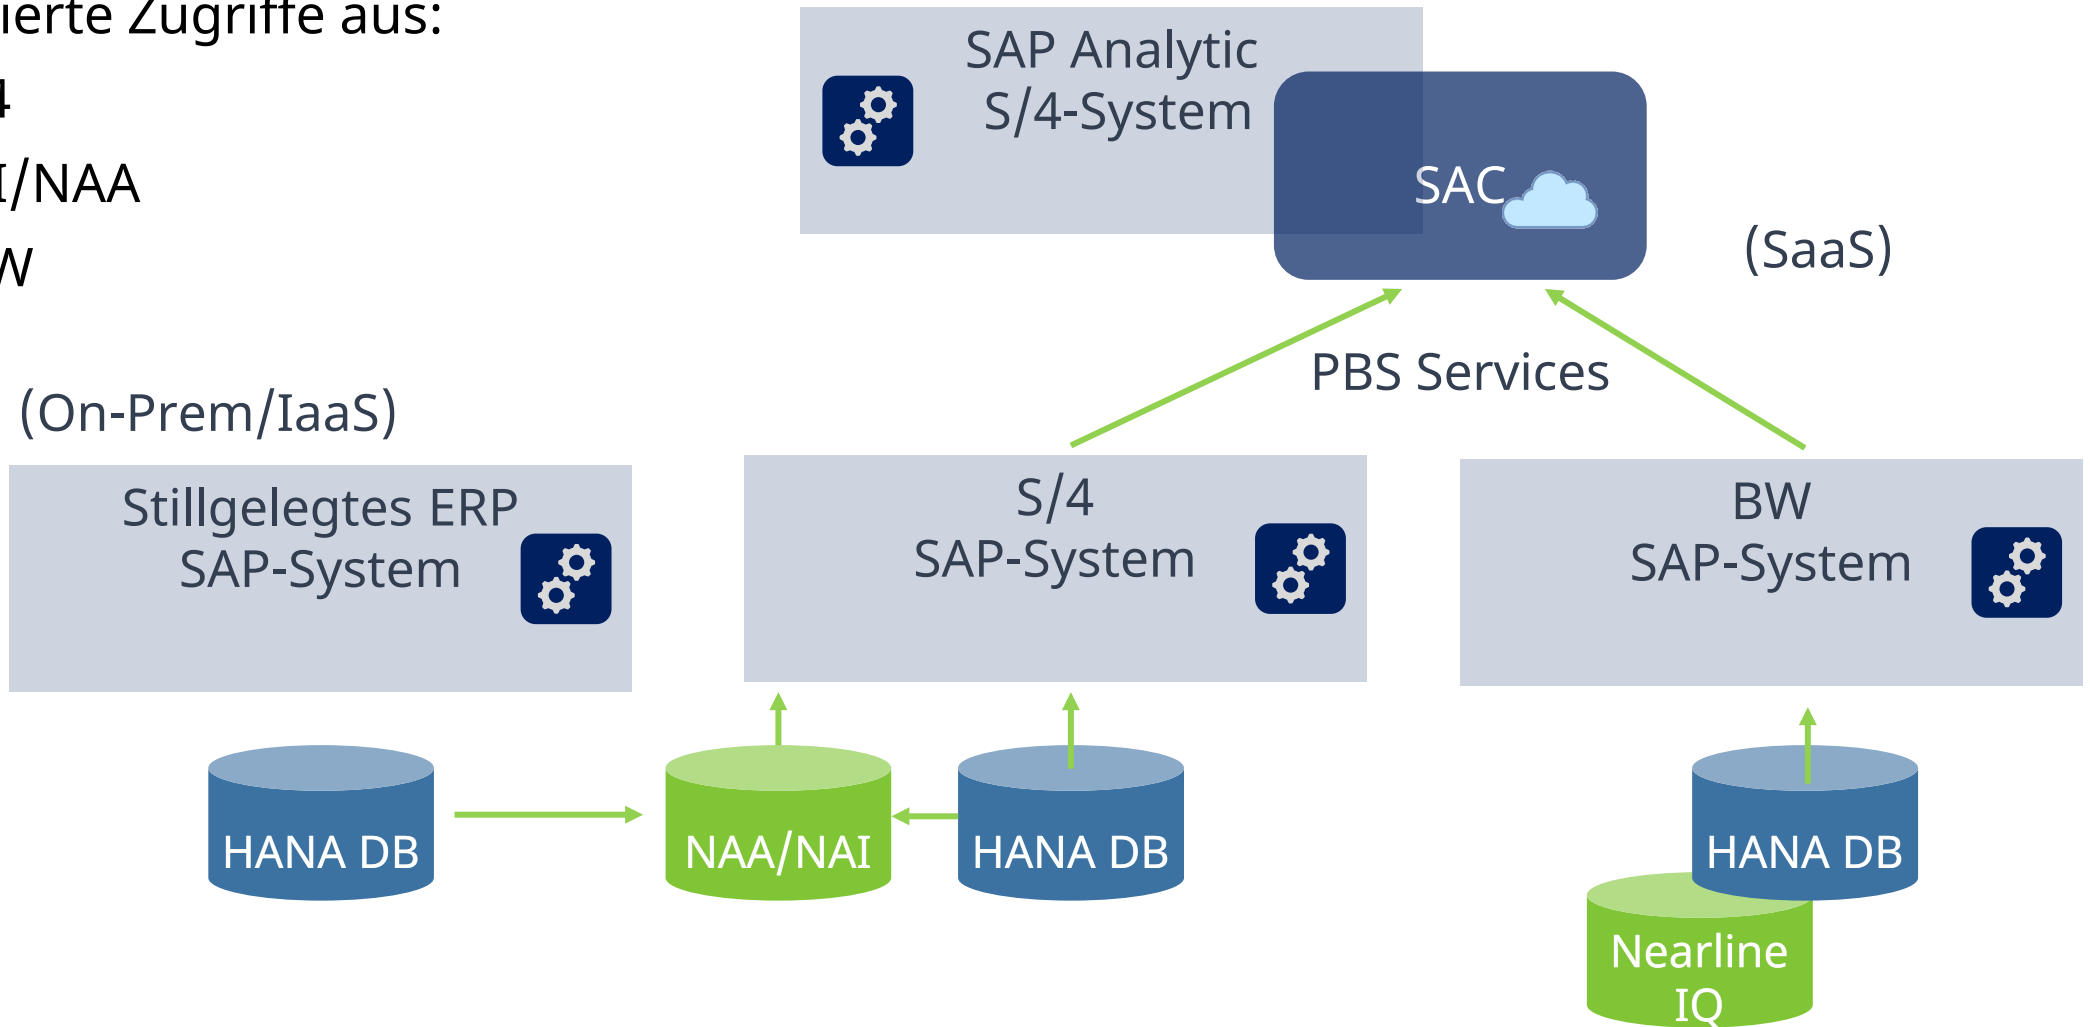 ierte Zugriffe aus:
4
I/NAA
W
SAP Analytic
S/4-System
SAC
(SaaS)
PBS Services
(On-Prem/IaaS)
Stillgelegtes ERP
SAP-System
S/4
SAP-System
BW
SAP-System
HANA DB
NAA/NAI
HANA DB
HANA DB
Nearline
IQ